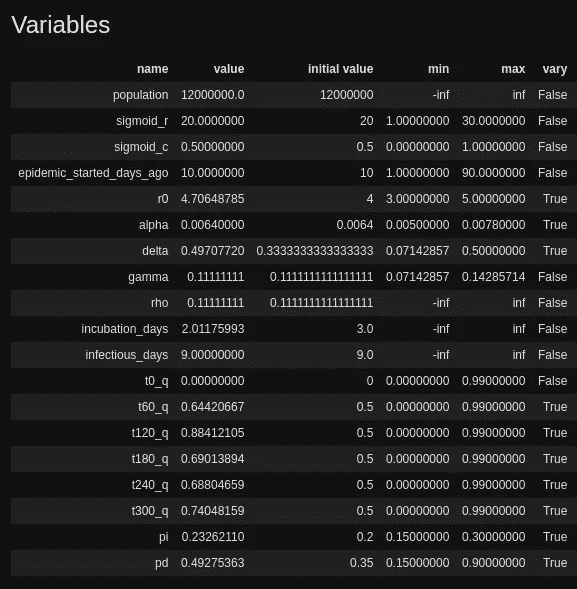 Variables
name value initial value min max vary
population 12000000.0 12000000 -inf inf False
sigmoid_r 20.0000000 20 1.00000000 30.0000000 False
sigmoid_c 0.50000000 0.5 0.00000000 1.00000000 False
epidemic_started_days_ago 10.0000000 10 1.00000000 90.0000000 False
r0 4.70648785 4 3.00000000 5.00000000 True
alpha 0.00640000 0.0064 0.00500000 0.00780000 True
delta 0.49707720 0.3333333333333333 0.07142857 0.50000000 True
gamma 0.11111111 0.1111111111111111 0.07142857 0.14285714 False
rho 0.11111111 0.1111111111111111 -inf inf False
incubation_days 2.01175993 3.0 -inf inf False
infectious_days 9.00000000 9.0 -inf inf False
t0_q 0.00000000 0 0.00000000 0.99000000 False
t60_q 0.64420667 0.5 0.00000000 0.99000000 True
t120_q 0.88412105 0.5 0.00000000 0.99000000 True
t180_q 0.69013894 0.5 0.00000000 0.99000000 True
t240_q 0.68804659 0.5 0.00000000 0.99000000 True
t300_q 0.74048159 0.5 0.00000000 0.99000000 True
pi 0.23262110 0.2 0.15000000 0.30000000 True
pd 0.49275363 0.35 0.15000000 0.90000000 True